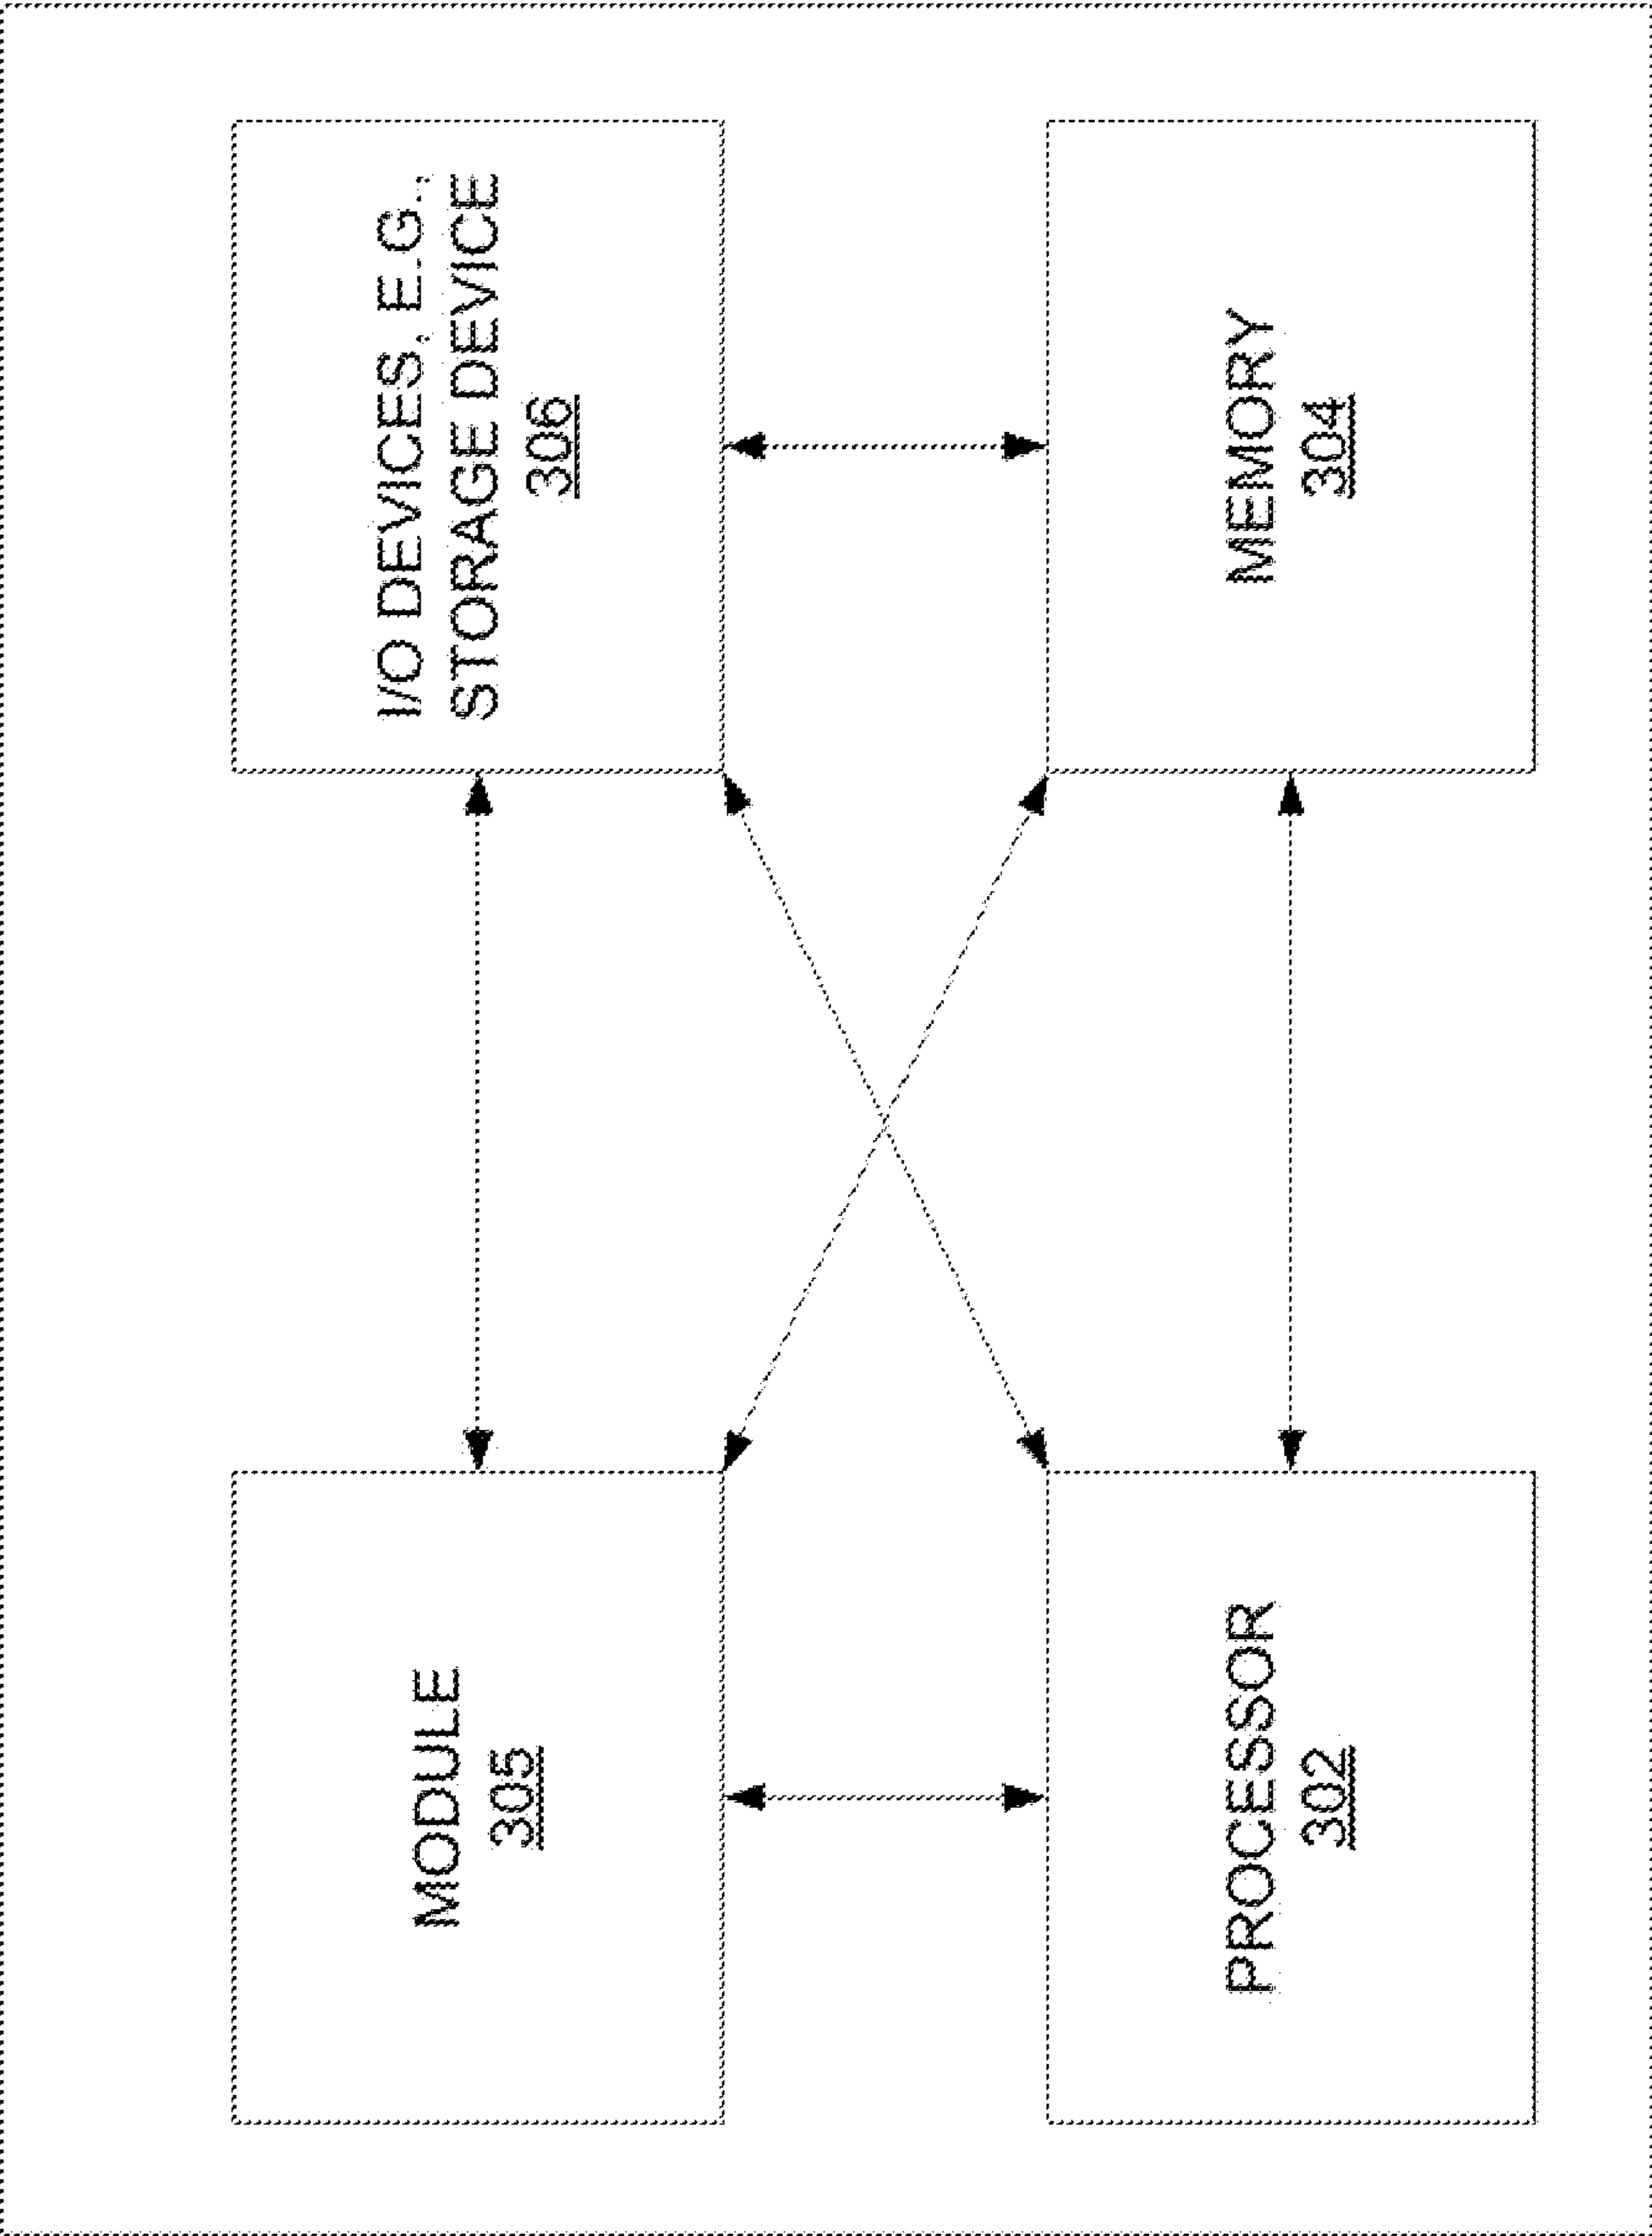 MODULE
305
I/O DEVICES, E.G.,
STORAGE DEVICE
306
PROCESSOR
302
MEMORY
304